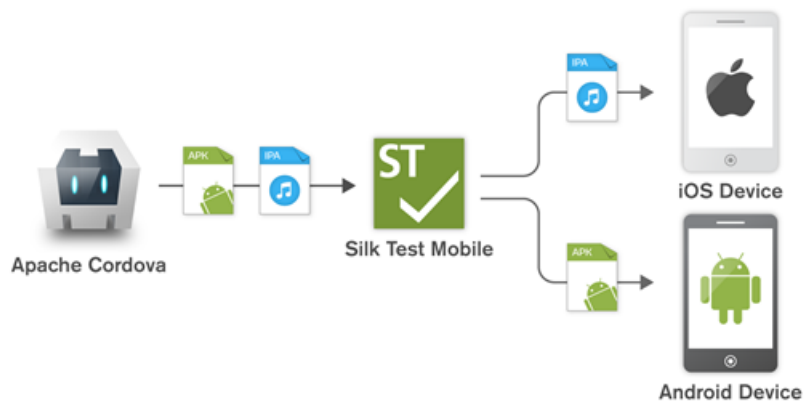 APK
IPA
Apache Cordova
ST
Silk Test Mobile
IPA
iOS Device
APK
Android Device